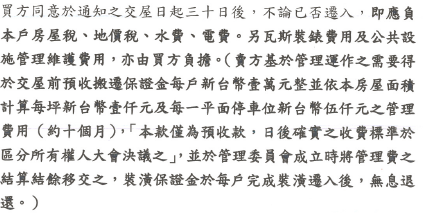 買方同意於通知之交屋日起三十日後，不論已否遷入，即應負
本戶房屋稅、地價稅、水費、電費。另瓦斯裝錶費用及公共設
施管理維護費用，亦由買方負擔。（賣方基於管理運作之需要得
於交屋前預收搬遷保證金每戶新台幣壹萬元整並依本房屋面積
計算每坪新台幣壹仟元及每一平面停車位新台幣伍仟元之管理
費用（約十個月），「本款僅為預收款，日後確實之收費標準於
區分所有權人大會決議之」，並於管理委員會成立時將管理費之
結算結餘移交之，裝潢保證金於每戶完成裝潢遷入後，無息退
還。）